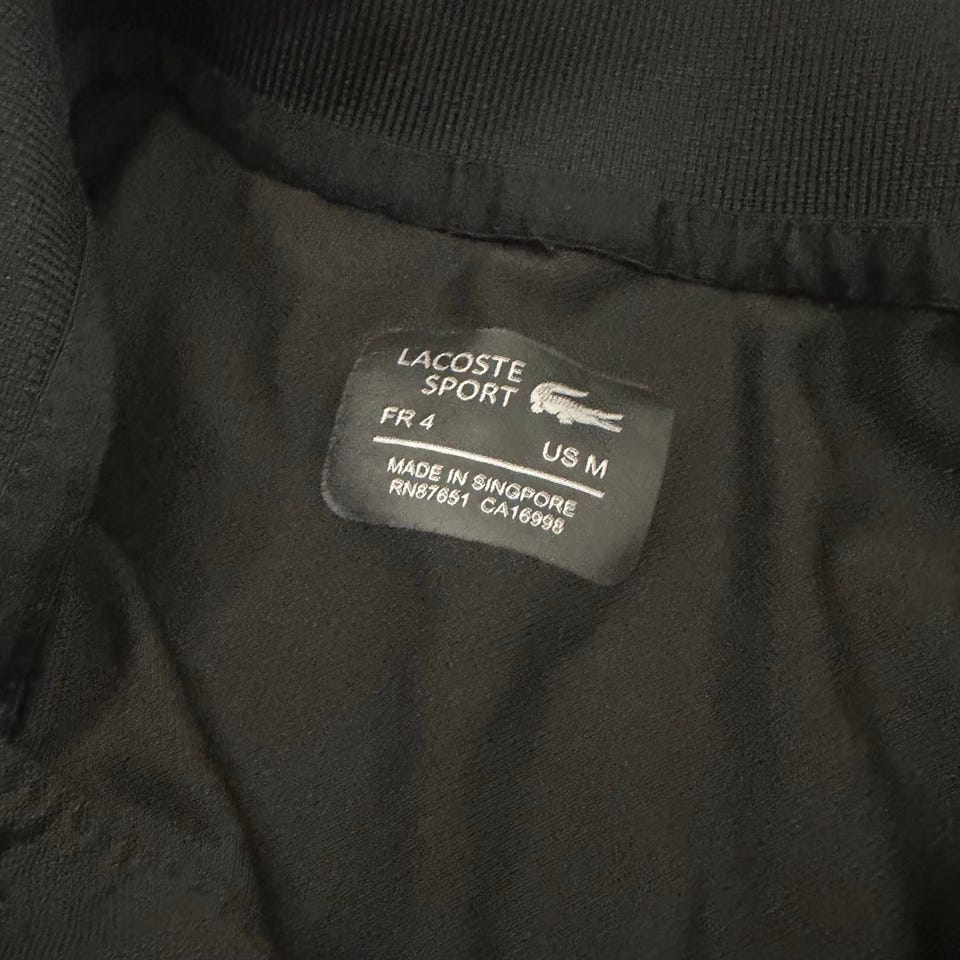 LACOSTE
SPORT
FR 4
US M
MADE IN SINGPORE
RN87651 CA16998